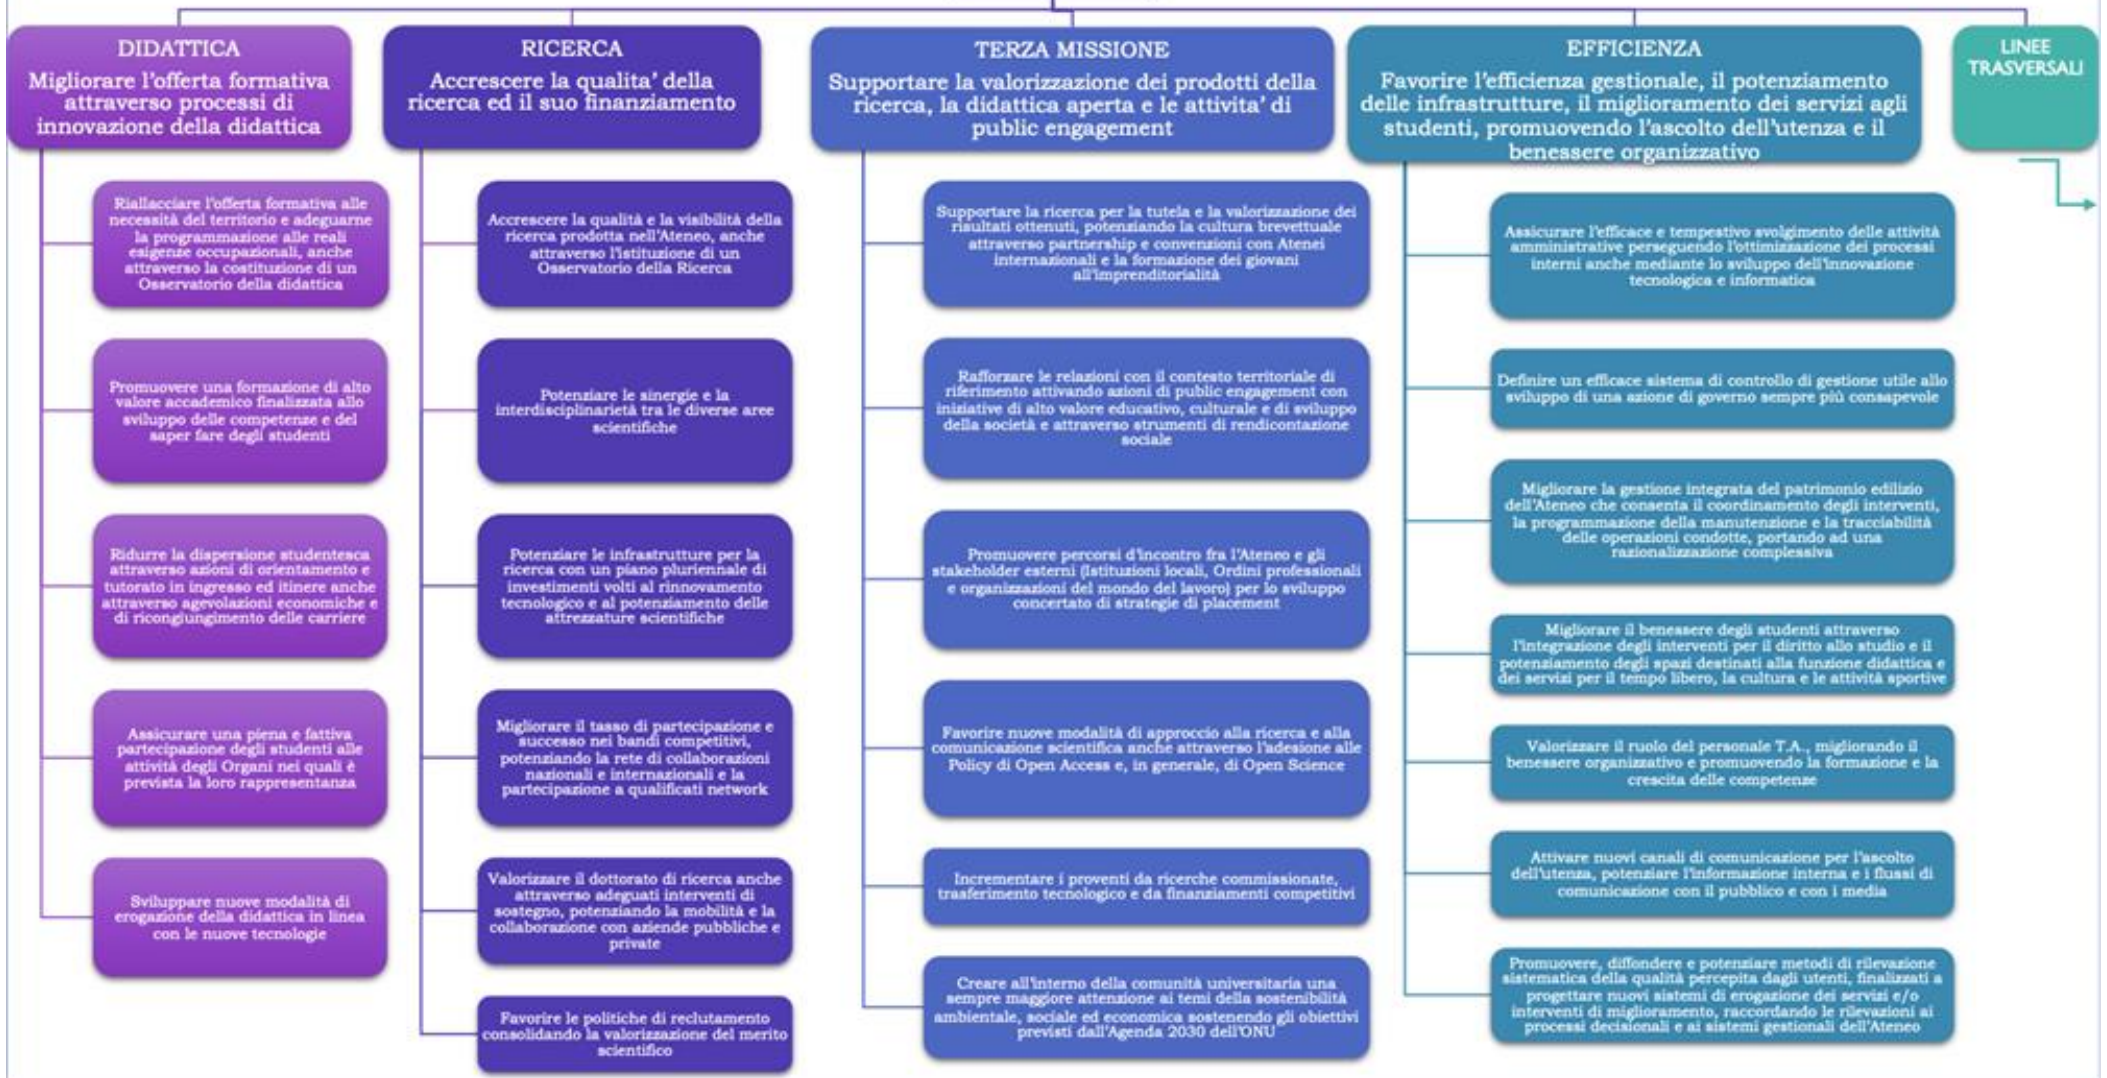 DIDATTICA
Migliorare l'offerta formativa
attraverso processi di
innovazione della didattica
Riallacciare l'offerta formativa alle
necessità del territorio e adeguarne
la programmazione alle reali
esigenze occupazionali, anche
attraverso la costituzione di un
Osservatorio della didattica
Promuovere una formazione di alto
valore accademico finalizzata allo
sviluppo delle competenze e del
saper fare degli studenti
Ridurre la dispersione studentesca
attraverso azioni di orientamento e
tutorato in ingresso ed itinere anche
attraverso agevolazioni economiche e
di ricongiungimento delle carriere
Assicurare una piena e fattiva
partecipazione degli studenti alle
attività degli Organi nei quali è
prevista la loro rappresentanza
Sviluppare nuove modalità di
erogazione della didattica in linea
con le nuove tecnologie
RICERCA
Accrescere la qualita' della
ricerca ed il suo finanziamento
Accrescere la qualità e la visibilità della
ricerca prodotta nell'Ateneo, anche
attraverso l'istituzione di un
Osservatorio della Ricerca
Potenziare le sinergie e la
interdisciplinarietà tra le diverse aree
scientifiche
Potenziare le infrastrutture per la
ricerca con un piano pluriennale di
investimenti volti al rinnovamento
tecnologico e al potenziamento delle
attrezzature scientifiche
Migliorare il tasso di partecipazione e
successo nei bandi competitivi,
potenziando la rete di collaborazioni
nazionali e internazionali e la
partecipazione a qualificati network
Valorizzare il dottorato di ricerca anche
attraverso adeguati interventi di
sostegno, potenziando la mobilità e la
collaborazione con aziende pubbliche e
private
Favorire le politiche di reclutamento
consolidando la valorizzazione del merito
scientifico
TERZA MISSIONE
Supportare la valorizzazione dei prodotti della
ricerca, la didattica aperta e le attivita' di
public engagement
Supportare la ricerca per la tutela e la valorizzazione dei
risultati ottenuti, potenziando la cultura brevettuale
attraverso partnership e convenzioni con Atenei
internazionali e la formazione dei giovani
all'imprenditorialità
Rafforzare le relazioni con il contesto territoriale di
riferimento attivando azioni di public engagement con
iniziative di alto valore educativo, culturale e di sviluppo
della società e attraverso strumenti di rendicontazione
sociale
Promuovere percorsi d'incontro fra l'Ateneo e gli
stakeholder esterni (Istituzioni locali, Ordini professionali
e organizzazioni del mondo del lavoro) per lo sviluppo
concertato di strategie di placement
Favorire nuove modalità di approccio alla ricerca e alla
comunicazione scientifica anche attraverso l'adesione alle
Policy di Open Access e, in generale, di Open Science
Incrementare i proventi da ricerche commissionate,
trasferimento tecnologico e da finanziamenti competitivi
Creare all'interno della comunità universitaria una
sempre maggiore attenzione ai temi della sostenibilità
ambientale, sociale ed economica sostenendo gli obiettivi
previsti dall'Agenda 2030 dell'ONU
EFFICIENZA
Favorire l'efficienza gestionale, il potenziamento
delle infrastrutture, il miglioramento dei servizi agli
studenti, promuovendo l'ascolto dell'utenza e il
benessere organizzativo
Assicurare l'efficace e tempestivo svolgimento delle attività
amministrative perseguendo l'ottimizzazione dei processi
interni anche mediante lo sviluppo dell'innovazione
tecnologica e informatica
Definire un efficace sistema di controllo di gestione utile allo
sviluppo di una azione di governo sempre più consapevole
Migliorare la gestione integrata del patrimonio edilizio
dell'Ateneo che consenta il coordinamento degli interventi,
la programmazione della manutenzione e la tracciabilità
delle operazioni condotte, portando ad una
razionalizzazione complessiva
Migliorare il benessere degli studenti attraverso
l'integrazione degli interventi per il diritto allo studio e il
potenziamento degli spazi destinati alla funzione didattica e
dei servizi per il tempo libero, la cultura e le attività sportive
Valorizzare il ruolo del personale T.A., migliorando il
benessere organizzativo e promuovendo la formazione e la
crescita delle competenze
Attivare nuovi canali di comunicazione per l'ascolto
dell'utenza, potenziare l'informazione interna e i flussi di
comunicazione con il pubblico e con i media
Promuovere, diffondere e potenziare metodi di rilevazione
sistematica della qualità percepita dagli utenti, finalizzati a
progettare nuovi sistemi di erogazione dei servizi e/o
interventi di miglioramento, raccordando le rilevazioni ai
processi decisionali e ai sistemi gestionali dell'Ateneo
LINEE
TRASVERSALI